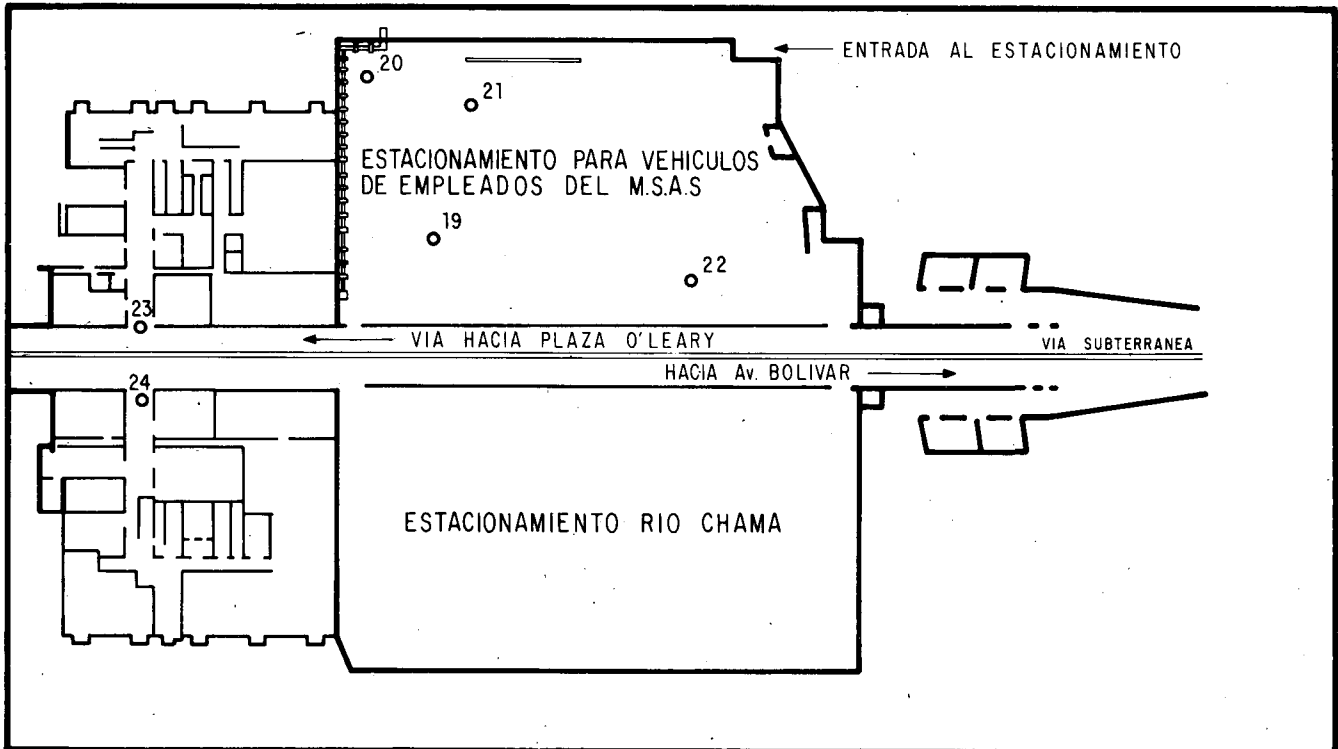 ENTRADA AL ESTACIONAMIENTO
20
21
ESTACIONAMIENTO PARA VEHICULOS
DE EMPLEADOS DEL M.S.A.S
19
22
23
VIA HACIA PLAZA O'LEARY
VIA SUBTERRANEA
HACIA Av. BOLIVAR
24
ESTACIONAMIENTO RIO CHAMA